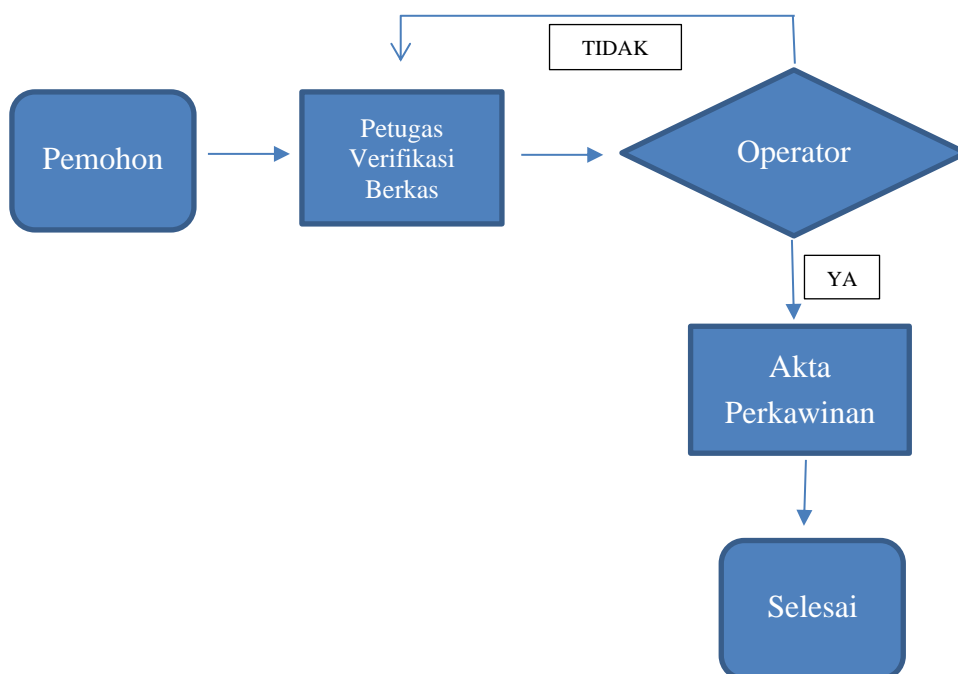 TIDAK
Pemohon
Petugas
Verifikasi
Berkas
Operator
YA
Akta
Perkawinan
Selesai